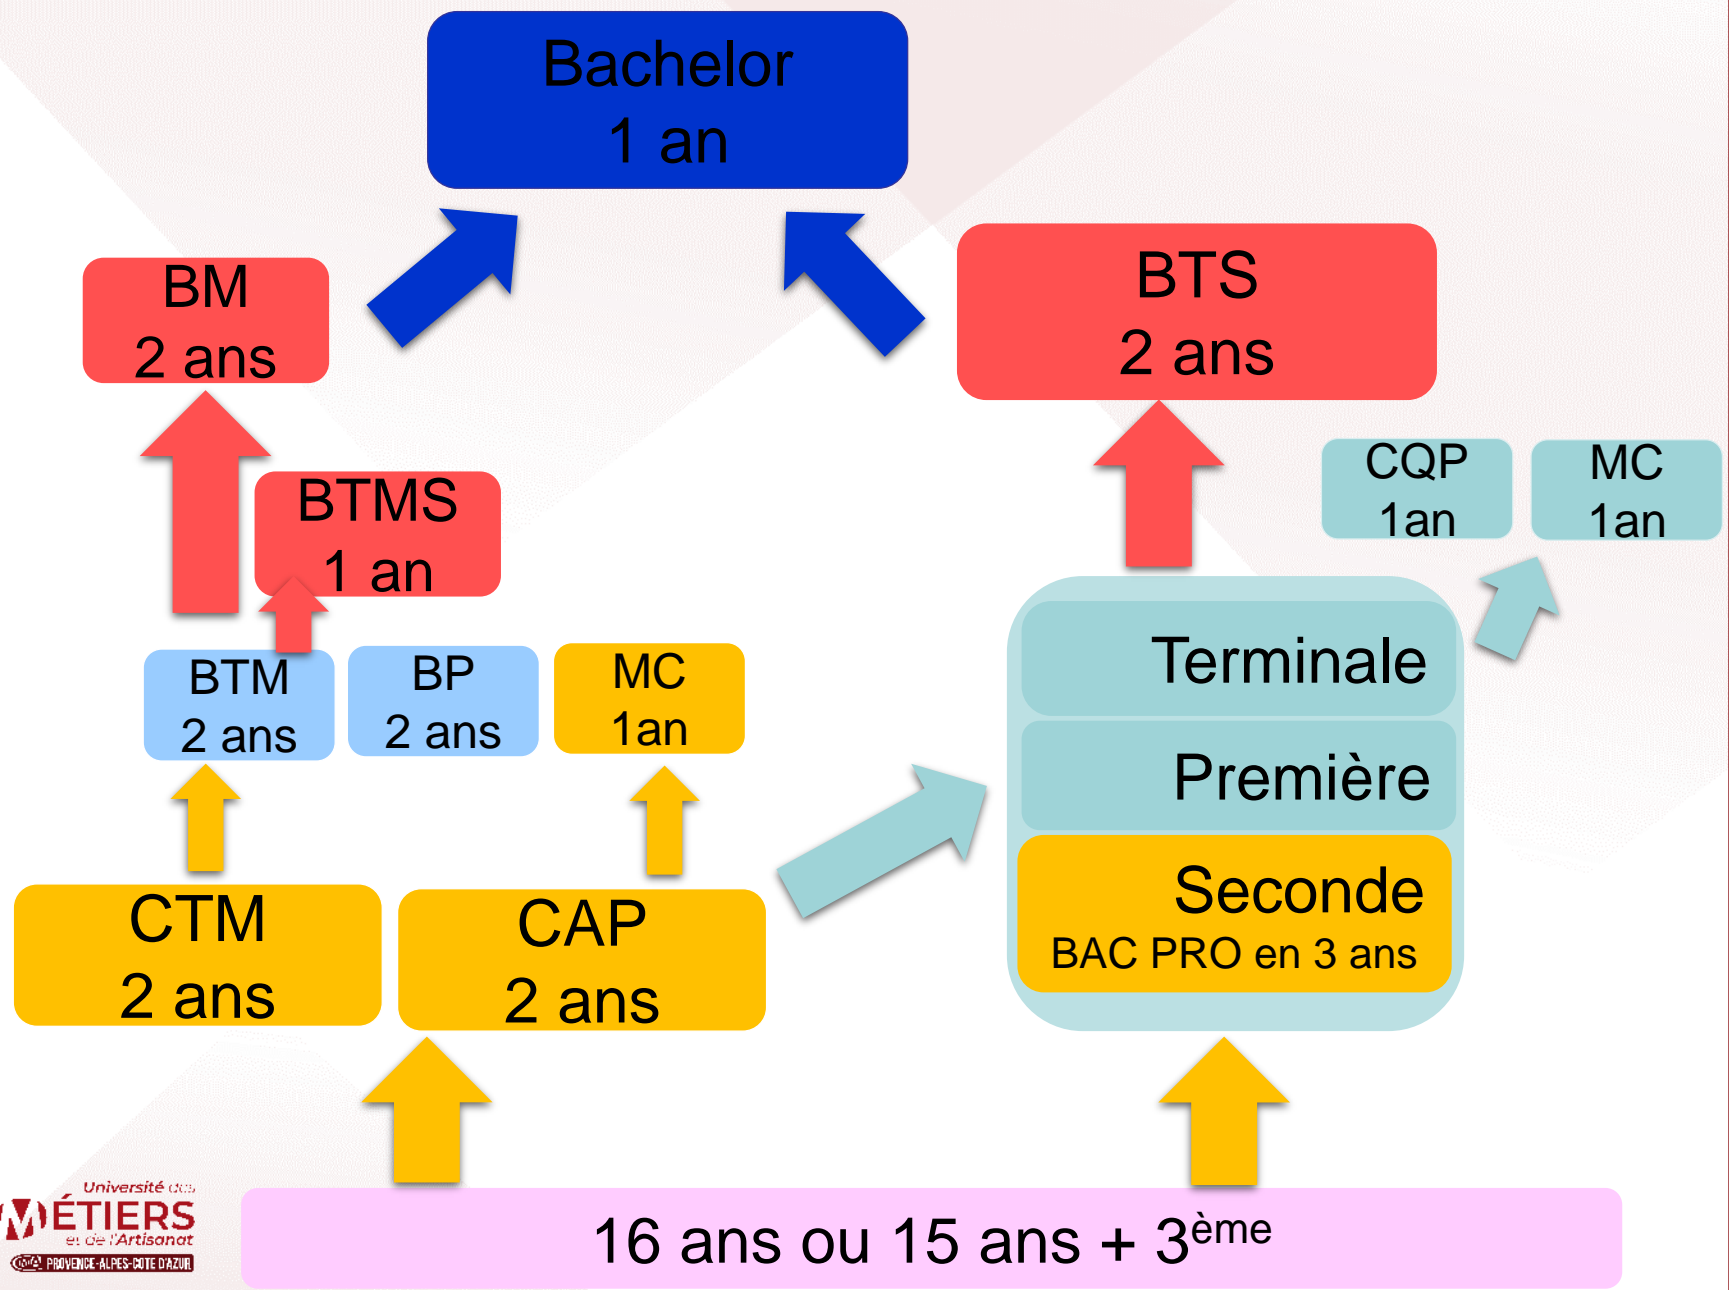 Bachelor
1 an
BM
2 ans
BTS
2 ans
BTMS
1 an
CQP
1an
MC
1an
BTM
2 ans
BP
2 ans
MC
1an
Terminale
Première
Seconde
BAC PRO en 3 ans
CTM
2 ans
CAP
2 ans
16 ans ou 15 ans + 3ème
Université des
MÉTIERS
et de l'Artisanat
CMA PROVENCE-ALPES-CÔTE D'AZUR